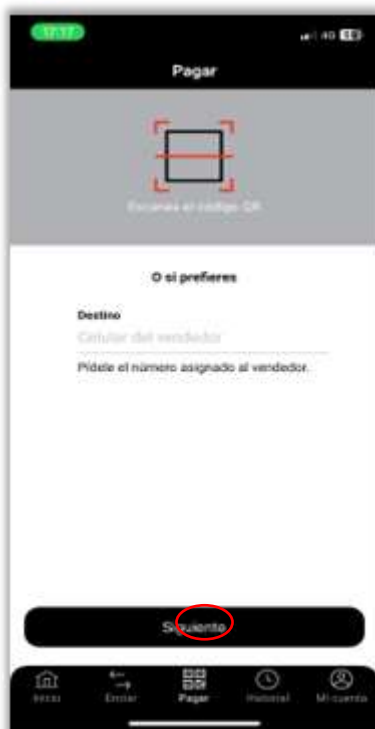 17:17
4G
Pagar
Escanea el código QR
O si prefieres
Destino
Celular del vendedor
Pídele el número asignado al vendedor.
Siguiente
Inicio Enviar Pagar Historial Mi cuenta